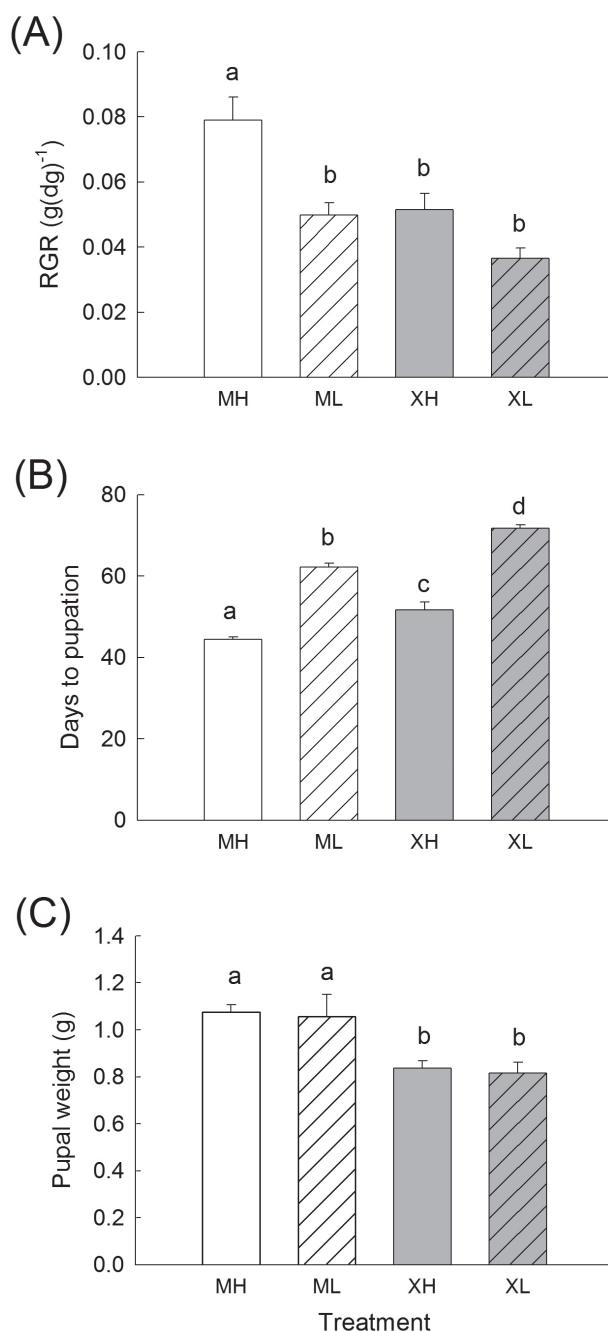 (A)
0.10
0.08
0.06
0.04
0.02
0.00
RGR (g(dg)⁻¹)
a
b
b
b
MH ML XH XL
(B)
80
60
40
20
0
Days to pupation
a
b
c
d
MH ML XH XL
(C)
1.4
1.2
1.0
0.8
0.6
0.4
0.2
0.0
Pupal weight (g)
a
a
b
b
MH ML XH XL
Treatment